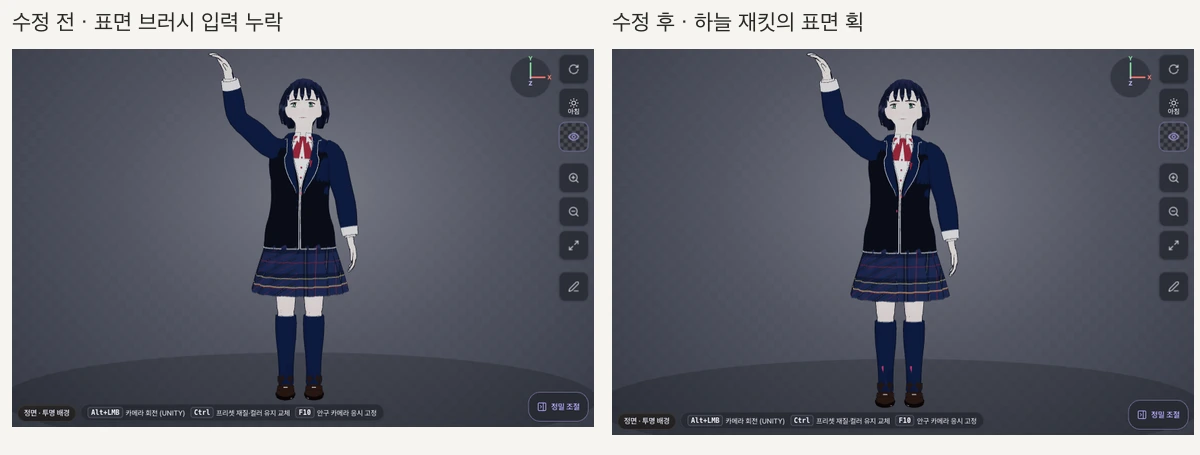 수정 전 · 표면 브러시 입력 누락
수정 후 · 하늘 재킷의 표면 획
Y
X
Z
아침
정면 · 투명 배경
Alt+LMB 카메라 회전 (UNITY) Ctrl 프리셋 재질·컬러 유지 교체 F10 안구 카메라 응시 고정
정밀 조절
Y
X
Z
아침
정면 · 투명 배경
Alt+LMB 카메라 회전 (UNITY) Ctrl 프리셋 재질·컬러 유지 교체 F10 안구 카메라 응시 고정
정밀 조절